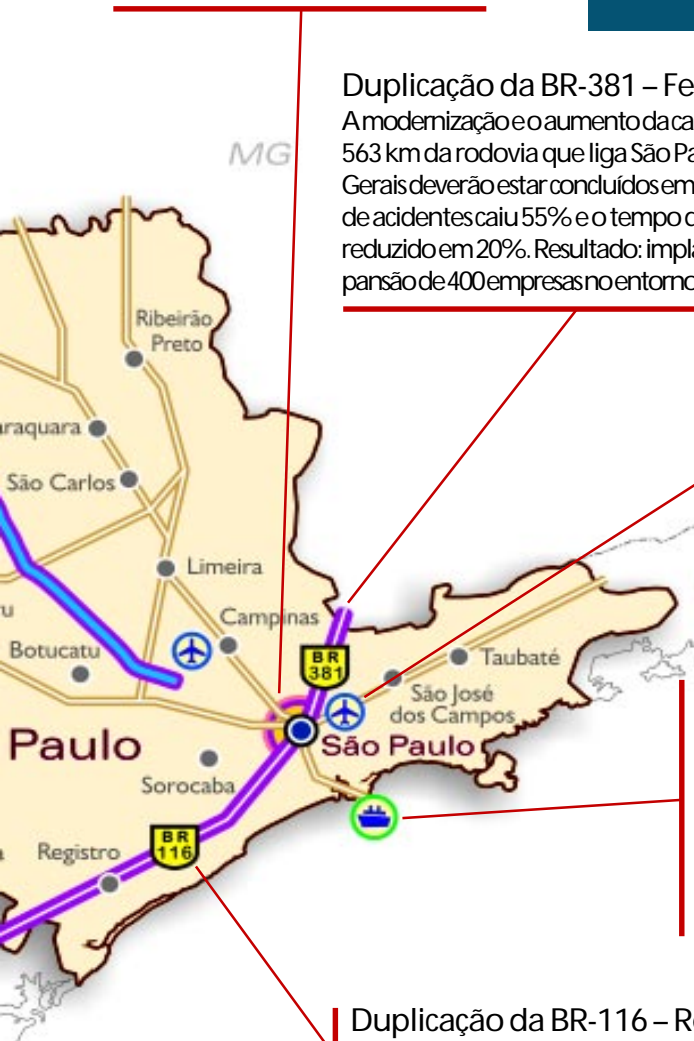 Duplicação da BR-381 – Fe
A modernização e o aumento da ca
563 km da rodovia que liga São Pa
Gerais deverão estar concluídos em
de acidentes caiu 55% e o tempo d
reduzido em 20%. Resultado: impla
pansão de 400 empresas no entorno
MG
Ribeirão
Preto
raraquara
São Carlos
Limeira
ru
Campinas
Botucatu
BR
381
Taubaté
São José
dos Campos
Paulo
São Paulo
Sorocaba
BR
116
a
Registro
Duplicação da BR-116 – Re